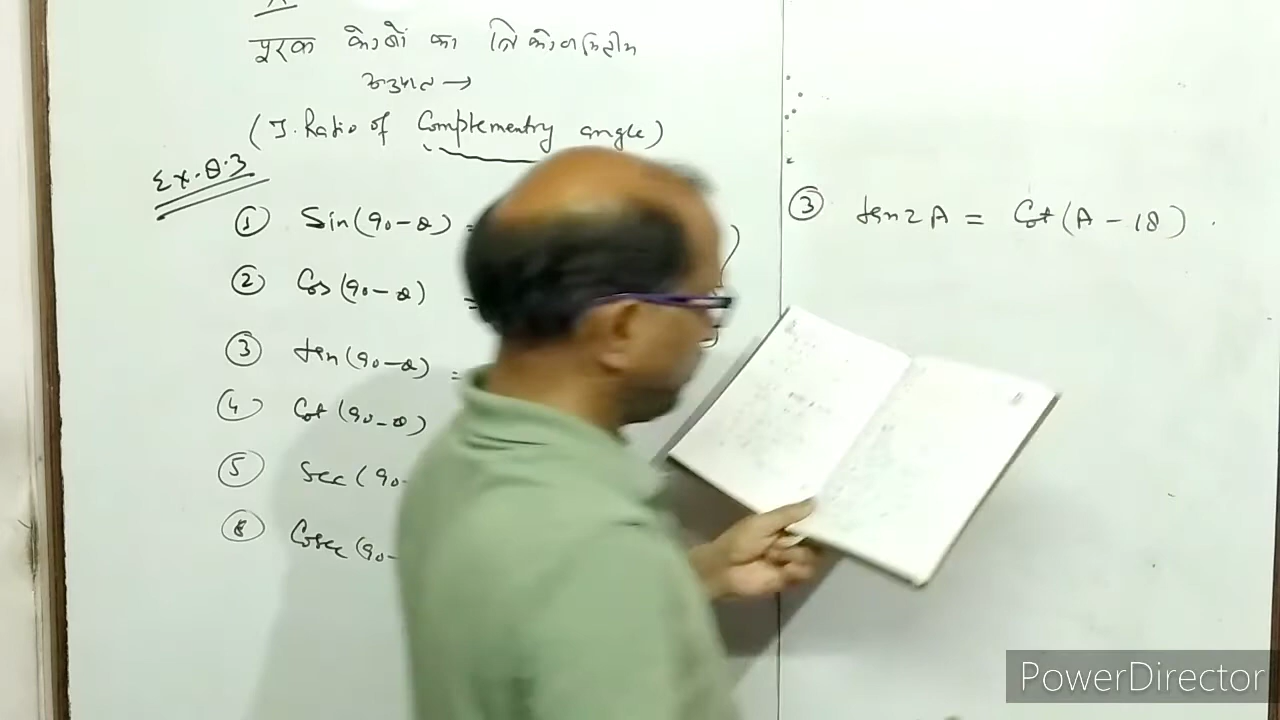 पूरक कोणों का त्रिकोणमितीय
अनुपात →
(T. Ratio of Complementry angle)
Ex. 8.3
① Sin(90-θ) =
② Cos(90-θ) =
③ tan(90-θ) =
④ Cot(90-θ)
⑤ Sec(90-
⑥ Cosec(90-
③ tan2A = Cot(A-18).
PowerDirector